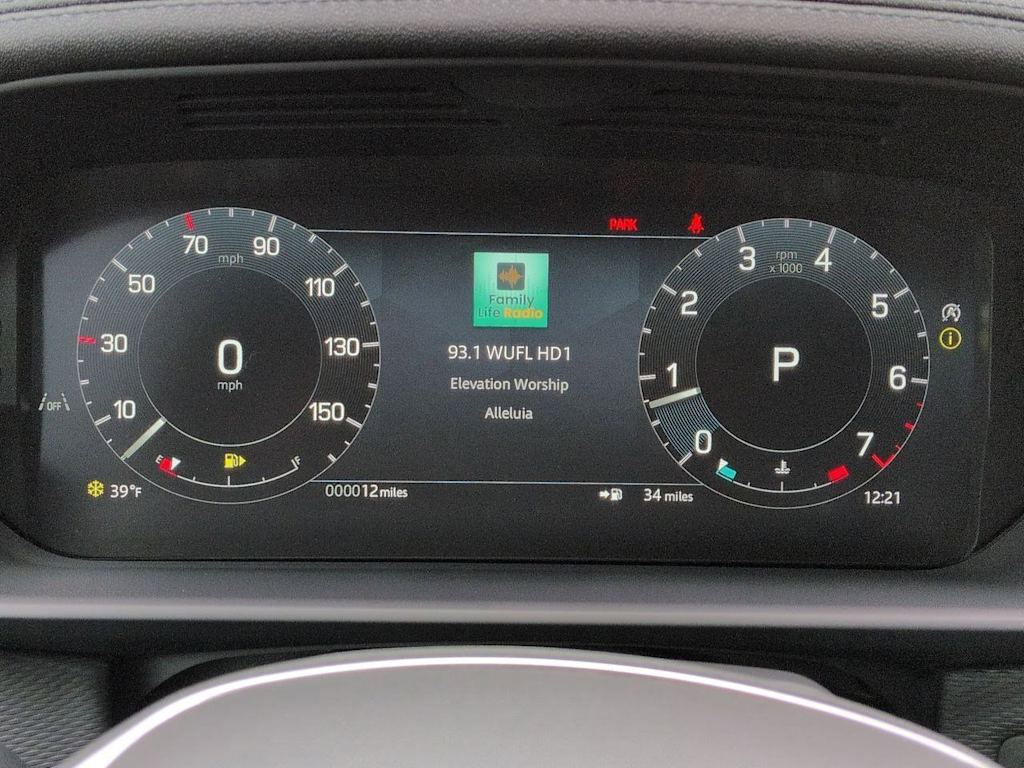 PARK
70
90
mph
50
110
30
130
0
mph
10
150
OFF
E
F
39°F
Family
Life Radio
93.1 WUFL HD1
Elevation Worship
Alleluia
000012 miles
34 miles
3
rpm
x 1000
4
2
5
1
P
6
0
7
i
12:21